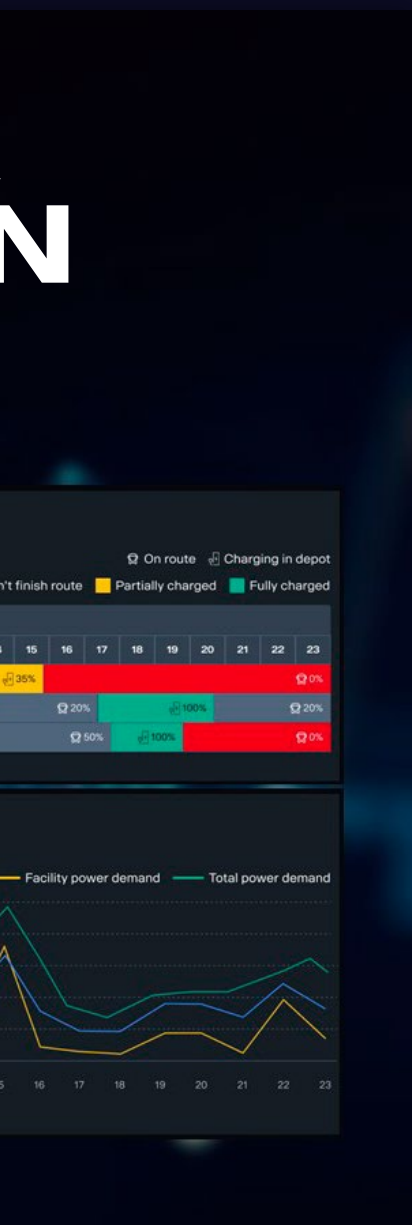 N
On route Charging in depot
n't finish route Partially charged Fully charged
15 16 17 18 19 20 21 22 23
35% 0%
20% 100% 20%
50% 100% 0%
Facility power demand Total power demand
16 17 18 19 20 21 22 23